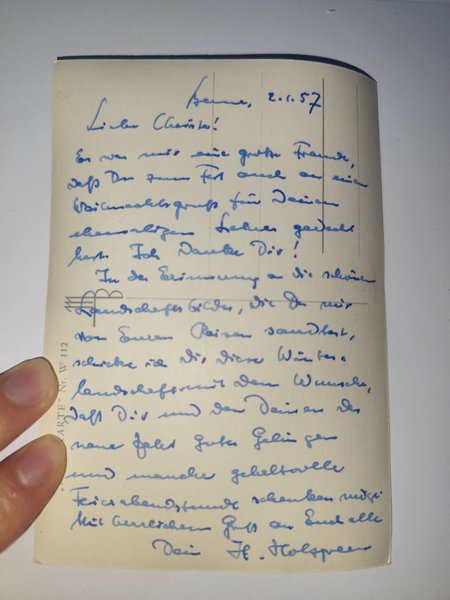 2.1.57
Liebe Christa!
Es war mir eine große Freude,
daß Du zum Fest auch an einen
Weihnachtsgruß für Deinen
ehemaligen Lehrer gedacht
hast. Ich danke Dir!
In der Erinnerung an die schönen
Landschaftsbilder, die Du mir
von Euren Reisen sandtest,
schicke ich Dir diese Winter-
landschaft mit dem Wunsche,
daß Dir und den Deinen das
neue Jahr gutes Gelingen
und manche gehaltvolle
Feierabendstunde schenken möge.
Mit herzlichem Gruß an Euch alle
Dein H.
KARTE" Nr. W 112